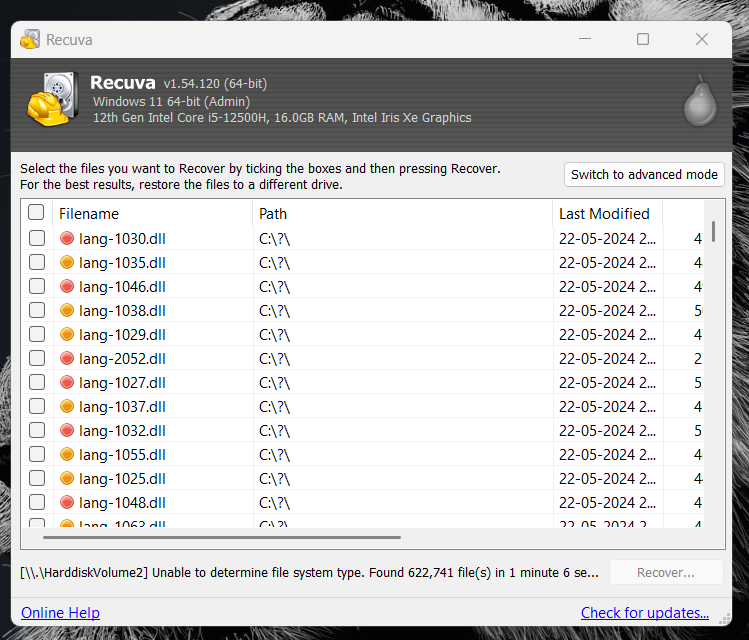 Recuva
Recuva v1.54.120 (64-bit)
Windows 11 64-bit (Admin)
12th Gen Intel Core i5-12500H, 16.0GB RAM, Intel Iris Xe Graphics
Select the files you want to Recover by ticking the boxes and then pressing Recover.
For the best results, restore the files to a different drive.
Switch to advanced mode
Filename Path Last Modified
lang-1030.dll C:\?\ 22-05-2024 2... 4
lang-1035.dll C:\?\ 22-05-2024 2... 4
lang-1046.dll C:\?\ 22-05-2024 2... 4
lang-1038.dll C:\?\ 22-05-2024 2... 5
lang-1029.dll C:\?\ 22-05-2024 2... 4
lang-2052.dll C:\?\ 22-05-2024 2... 2
lang-1027.dll C:\?\ 22-05-2024 2... 5
lang-1037.dll C:\?\ 22-05-2024 2... 4
lang-1032.dll C:\?\ 22-05-2024 2... 5
lang-1055.dll C:\?\ 22-05-2024 2... 4
lang-1025.dll C:\?\ 22-05-2024 2... 4
lang-1048.dll C:\?\ 22-05-2024 2... 4
lang-1063.dll C:\?\ 22-05-2024 2... 4
[\\.\HarddiskVolume2] Unable to determine file system type. Found 622,741 file(s) in 1 minute 6 se...
Recover...
Online Help
Check for updates...